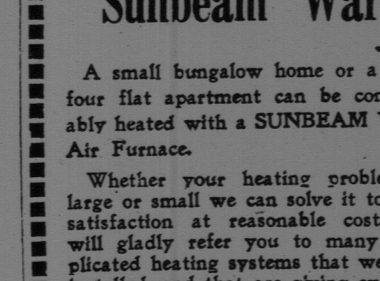 Sunbeam War
A small bungalow home or a
four flat apartment can be com
ably heated with a SUNBEAM
Air Furnace.
Whether your heating proble
large or small we can solve it to
satisfaction at reasonable cost
will gladly refer you to many
plicated heating systems that we